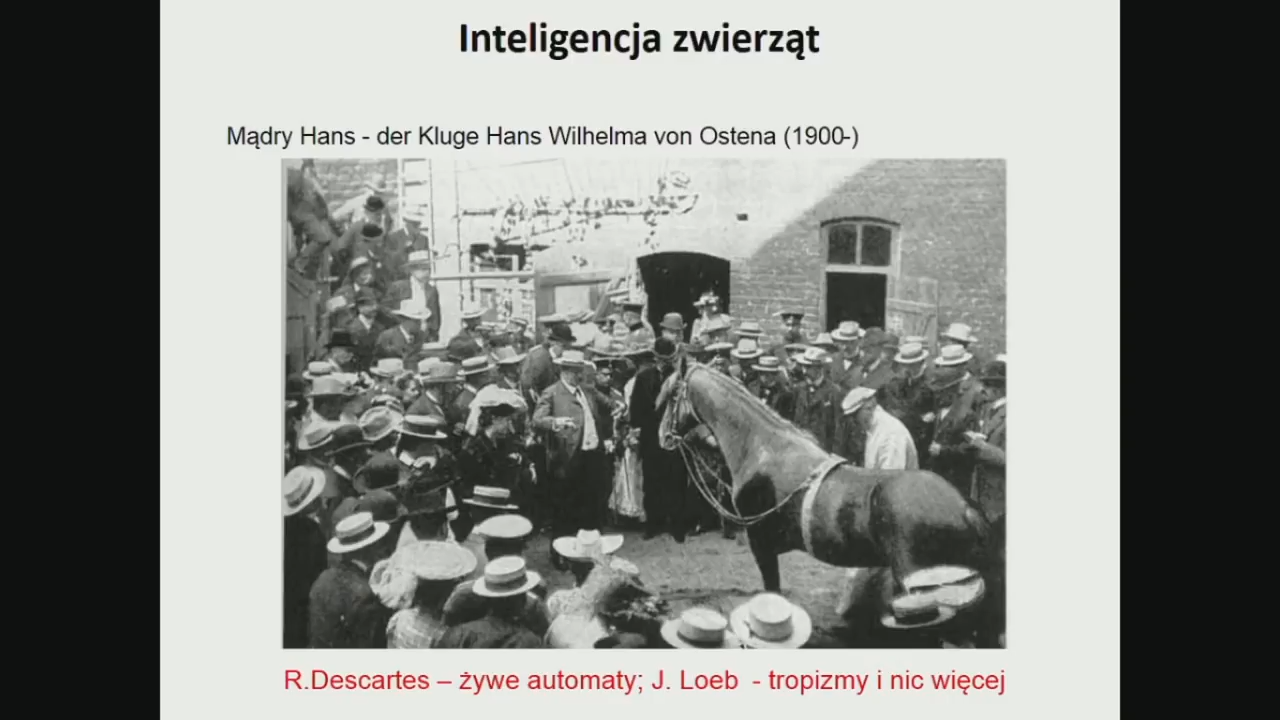 Inteligencja zwierząt
Mądry Hans - der Kluge Hans Wilhelma von Ostena (1900-)
R.Descartes – żywe automaty; J. Loeb - tropizmy i nic więcej